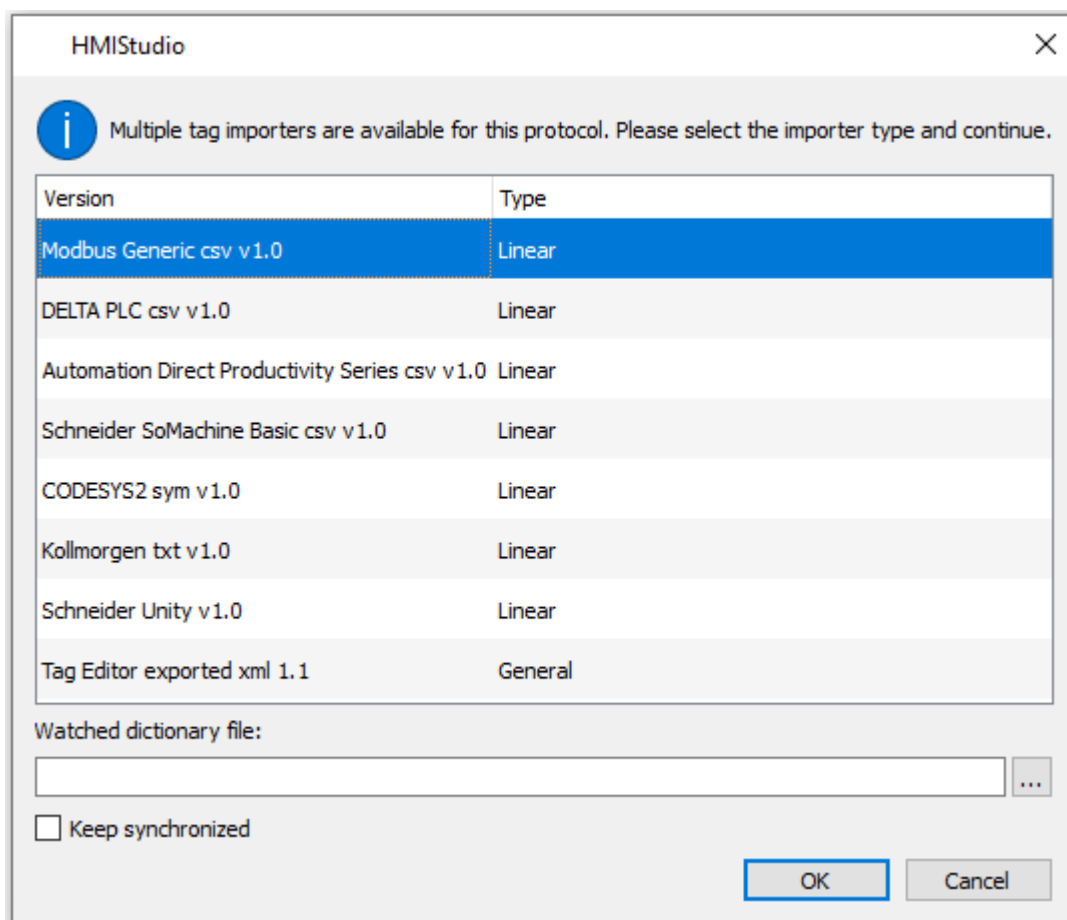 HMIStudio
i
Multiple tag importers are available for this protocol. Please select the importer type and continue.
Version Type
Modbus Generic csv v1.0 Linear
DELTA PLC csv v1.0 Linear
Automation Direct Productivity Series csv v1.0 Linear
Schneider SoMachine Basic csv v1.0 Linear
CODESYS2 sym v1.0 Linear
Kollmorgen txt v1.0 Linear
Schneider Unity v1.0 Linear
Tag Editor exported xml 1.1 General
Watched dictionary file:
...
Keep synchronized
OK Cancel